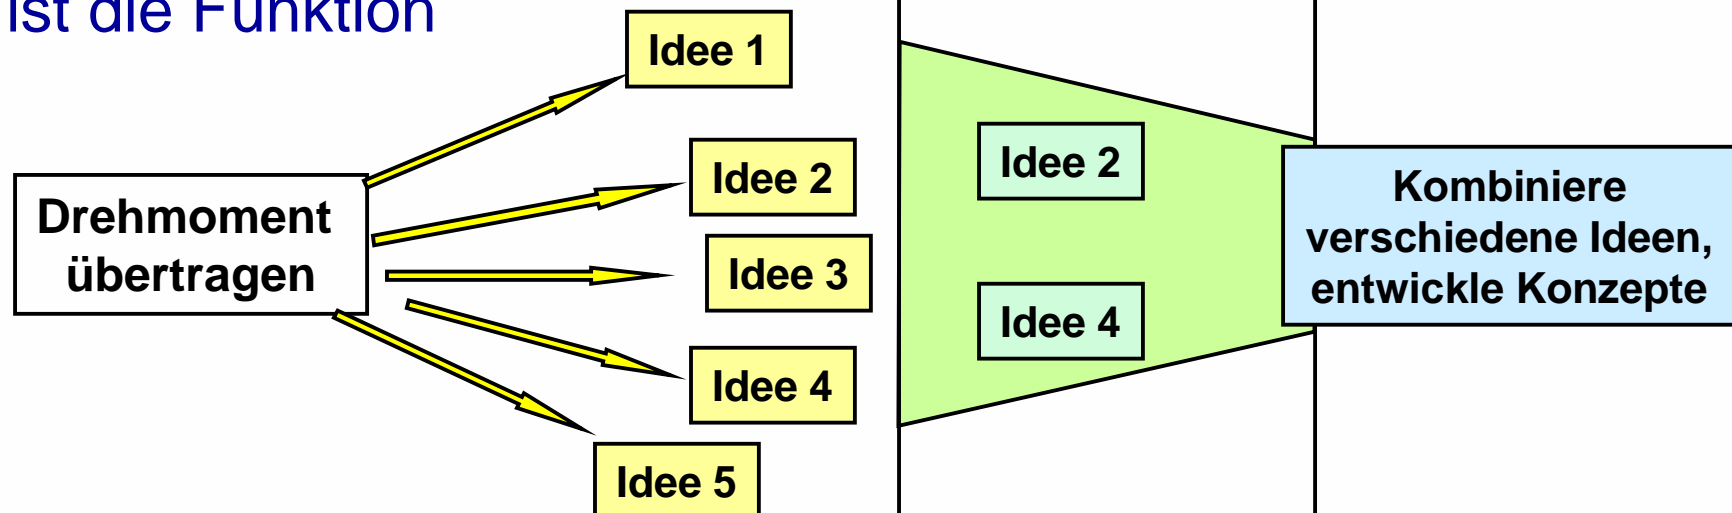 ist die Funktion
Drehmoment
übertragen
Idee 1
Idee 2
Idee 3
Idee 4
Idee 5
Idee 2
Idee 4
Kombiniere
verschiedene Ideen,
entwickle Konzepte